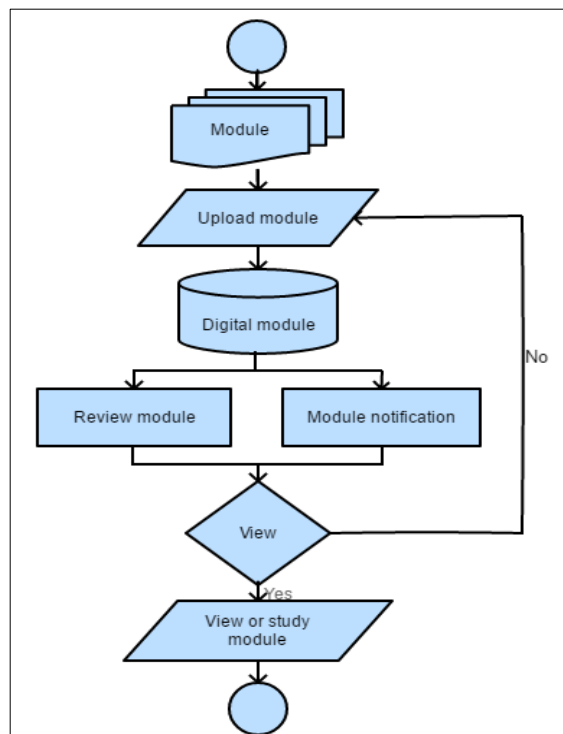 Module
Upload module
Digital module
No
Review module
Module notification
View
Yes
View or study
module